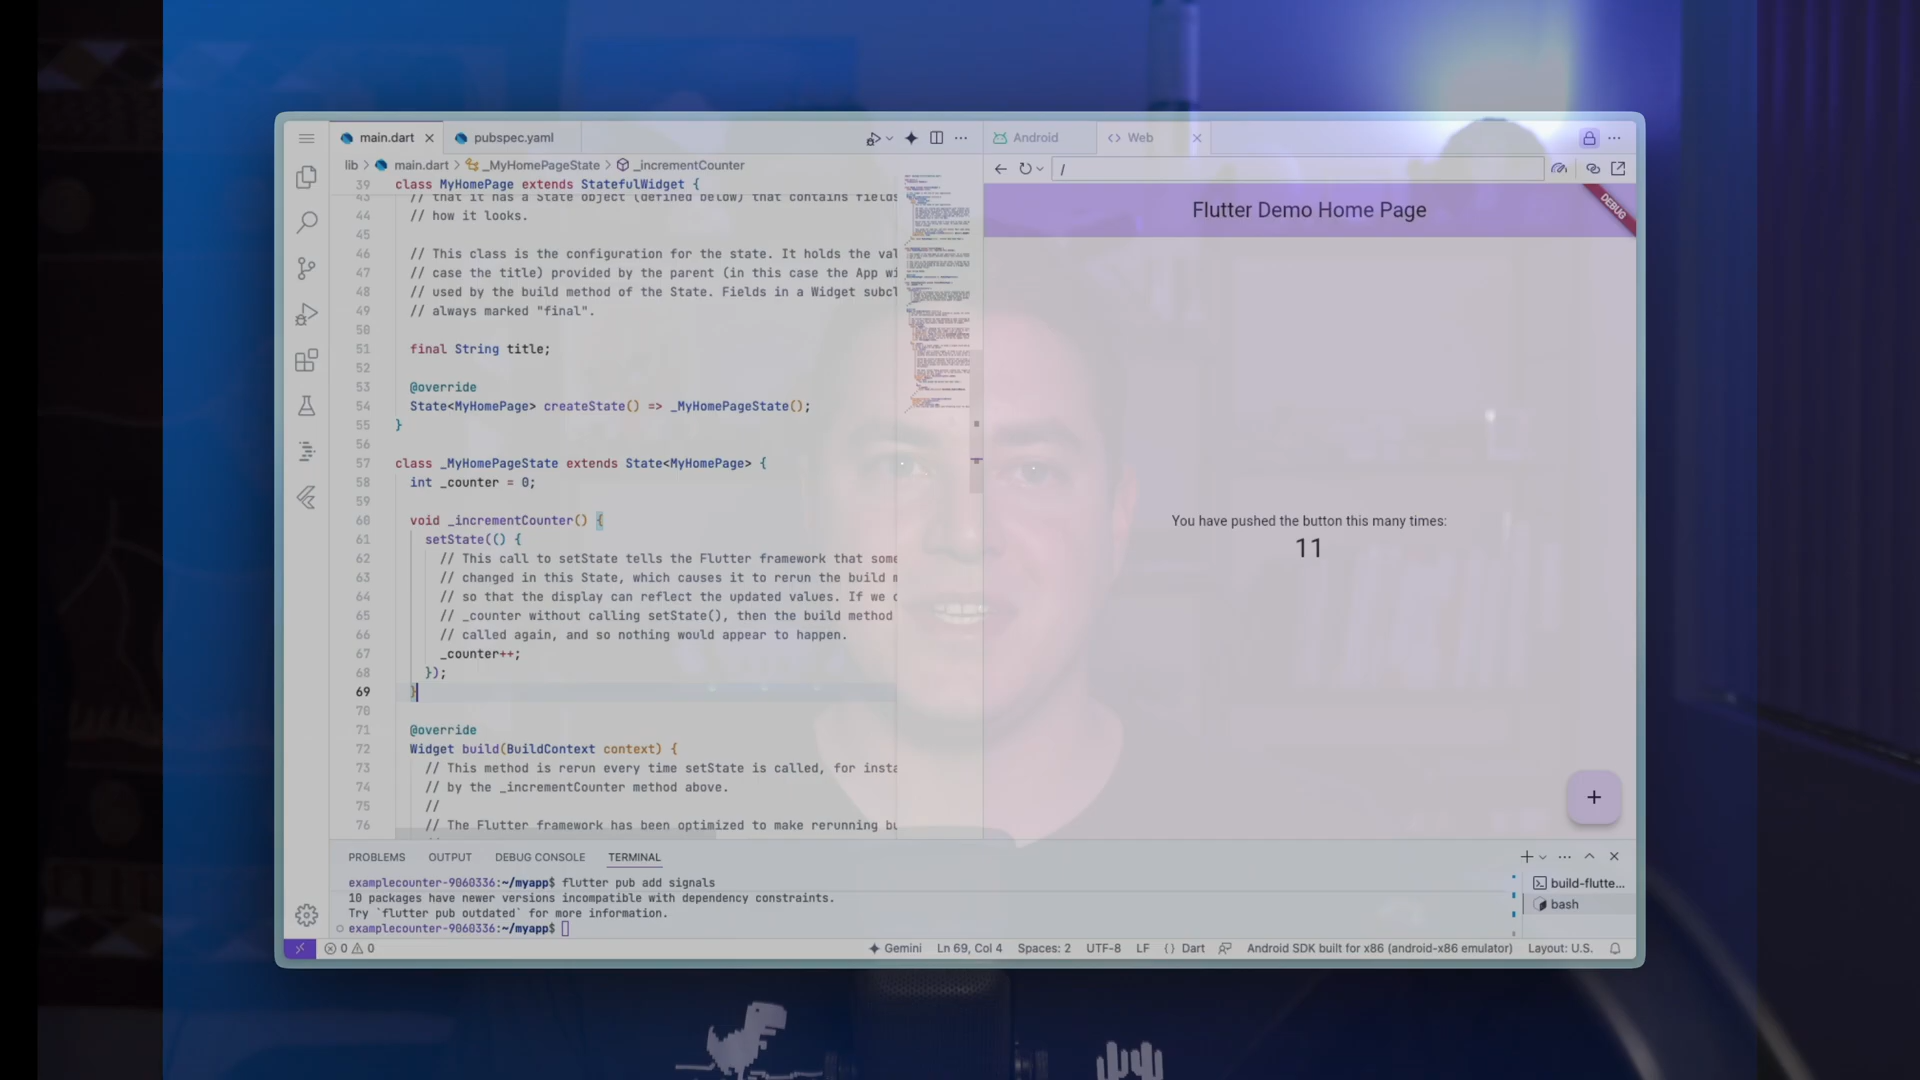 main.dart
pubspec.yaml
lib > main.dart > _MyHomePageState > _incrementCounter
39 class MyHomePage extends StatefulWidget {
43 // that it has a State object (defined below) that contains fields
44 // how it looks.
45
46 // This class is the configuration for the state. It holds the val
47 // case the title) provided by the parent (in this case the App wi
48 // used by the build method of the State. Fields in a Widget subcl
49 // always marked "final".
50
51 final String title;
52
53 @override
54 State<MyHomePage> createState() => _MyHomePageState();
55 }
56
57 class _MyHomePageState extends State<MyHomePage> {
58 int _counter = 0;
59
60 void _incrementCounter() {
61 setState(() {
62 // This call to setState tells the Flutter framework that some
63 // changed in this State, which causes it to rerun the build m
64 // so that the display can reflect the updated values. If we c
65 // _counter without calling setState(), then the build method
66 // called again, and so nothing would appear to happen.
67 _counter++;
68 });
69 }
70
71 @override
72 Widget build(BuildContext context) {
73 // This method is rerun every time setState is called, for insta
74 // by the _incrementCounter method above.
75 //
76 // The Flutter framework has been optimized to make rerunning bu
Android
<> Web
/
Flutter Demo Home Page
DEBUG
You have pushed the button this many times:
11
+
PROBLEMS OUTPUT DEBUG CONSOLE TERMINAL
examplecounter-9060336:~/myapp$ flutter pub add signals
10 packages have newer versions incompatible with dependency constraints.
Try `flutter pub outdated` for more information.
examplecounter-9060336:~/myapp$
build-flutte...
bash
0 0
Gemini Ln 69, Col 4 Spaces: 2 UTF-8 LF {} Dart Android SDK built for x86 (android-x86 emulator) Layout: U.S.